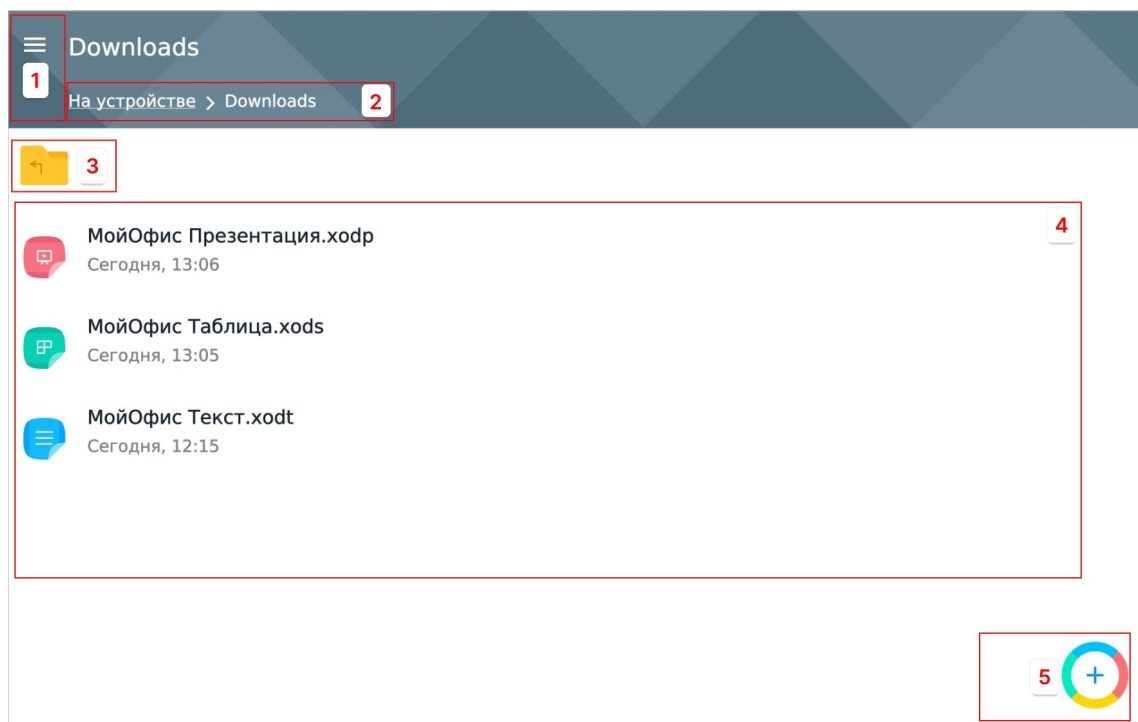 Downloads
1
На устройстве > Downloads
2
3
4
МойОфис Презентация.xodp
Сегодня, 13:06
МойОфис Таблица.xods
Сегодня, 13:05
МойОфис Текст.xodt
Сегодня, 12:15
5